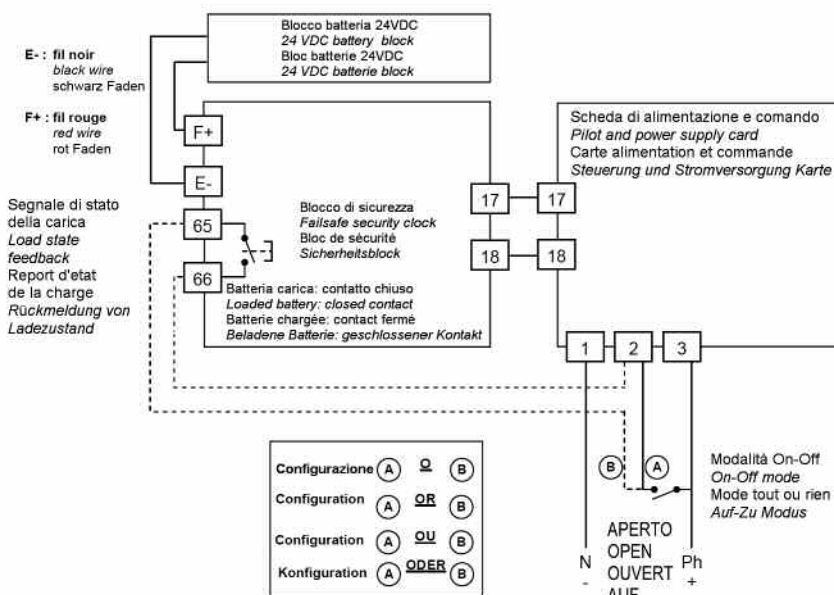 Blocco batteria 24VDC
24 VDC battery block
Bloc batterie 24VDC
24 VDC batterie block
E- : fil noir
black wire
schwarz Faden
F+ : fil rouge
red wire
rot Faden
F+
E-
65
66
17
18
17
18
Segnale di stato
della carica
Load state
feedback
Report d'etat
de la charge
Rückmeldung von
Ladezustand
Blocco di sicurezza
Failsafe security clock
Bloc de sécurité
Sicherheitsblock
Batteria carica: contatto chiuso
Loaded battery: closed contact
Batterie chargée: contact fermé
Beladene Batterie: geschlossener Kontakt
Scheda di alimentazione e comando
Pilot and power supply card
Carte alimentation et commande
Steuerung und Stromversorgung Karte
1 2 3
B A
Modalità On-Off
On-Off mode
Mode tout ou rien
Auf-Zu Modus
Configurazione A O B
Configuration A OR B
Configuration A OU B
Konfiguration A ODER B
N
-
APERTO
OPEN
OUVERT
AUF
Ph
+